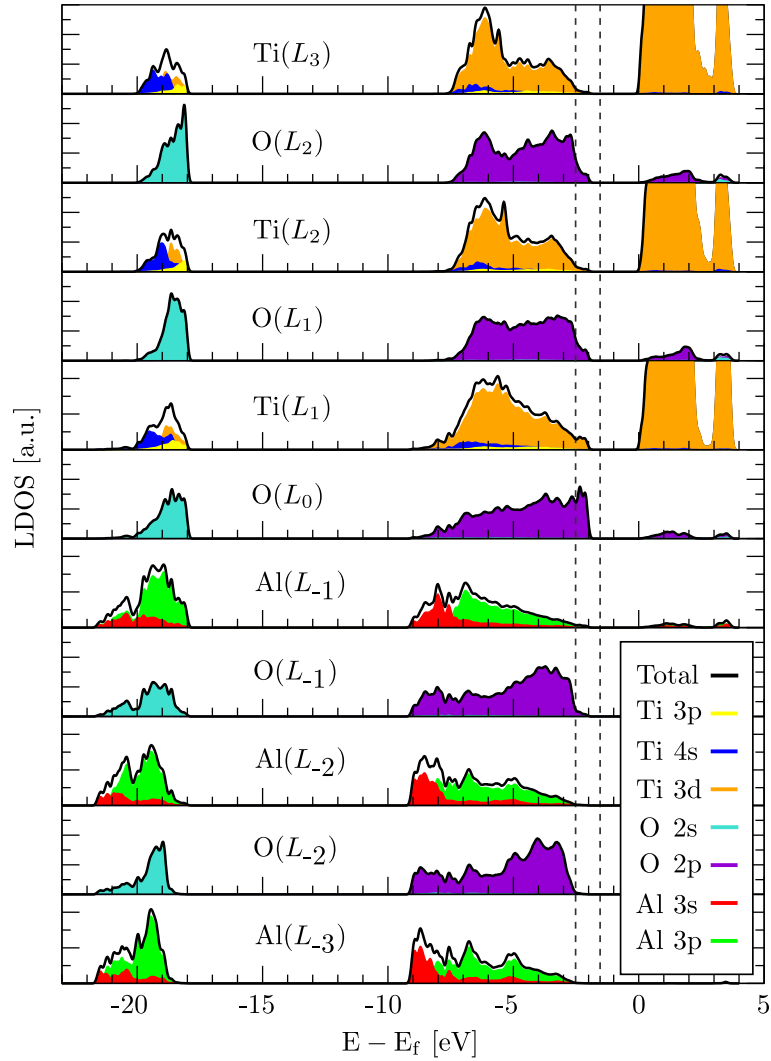 Ti(L3)
O(L2)
Ti(L2)
O(L1)
Ti(L1)
O(L0)
Al(L-1)
O(L-1)
Al(L-2)
O(L-2)
Al(L-3)
LDOS [a.u.]
Total
Ti 3p
Ti 4s
Ti 3d
O 2s
O 2p
Al 3s
Al 3p
-20 -15 -10 -5 0 5
E − Ef [eV]